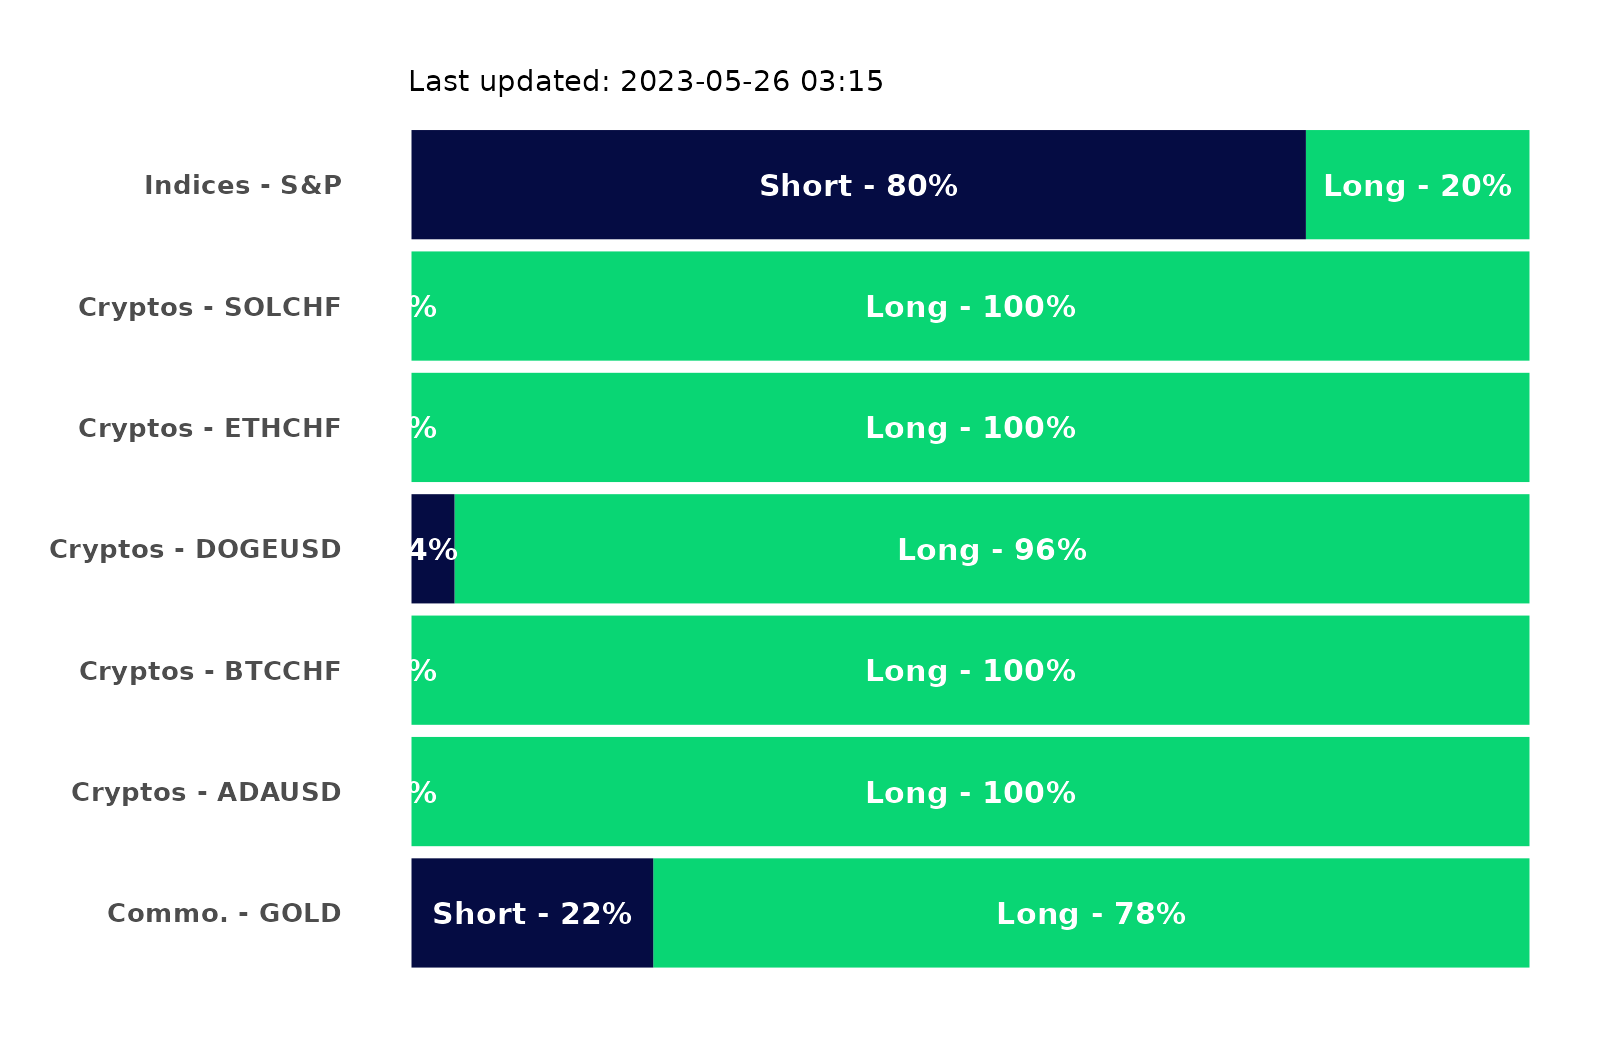 Last updated: 2023-05-26 03:15
Indices - S&P Short - 80% Long - 20%
Cryptos - SOLCHF % Long - 100%
Cryptos - ETHCHF % Long - 100%
Cryptos - DOGEUSD 4% Long - 96%
Cryptos - BTCCHF % Long - 100%
Cryptos - ADAUSD % Long - 100%
Commo. - GOLD Short - 22% Long - 78%